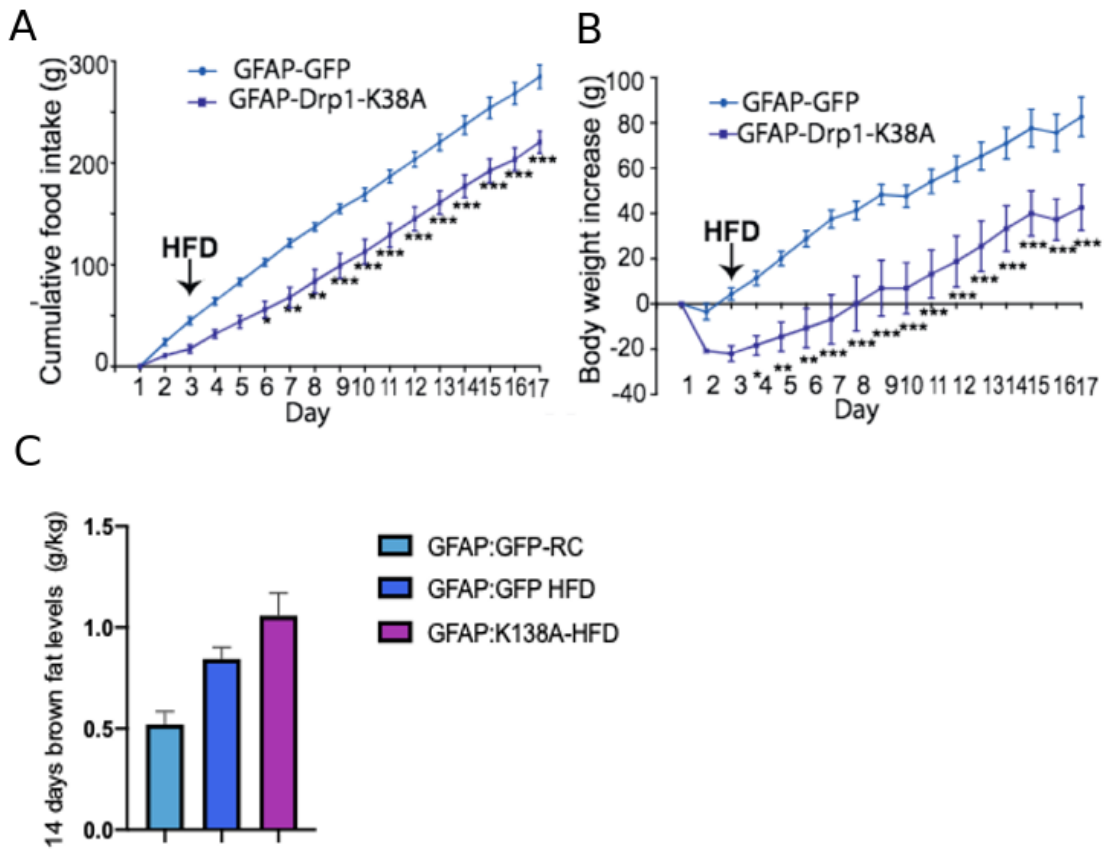 A
Cumulative food intake (g)
300
200
100
0
GFAP-GFP
GFAP-Drp1-K38A
HFD
* ** ** *** *** *** *** *** *** *** *** ***
1 2 3 4 5 6 7 8 9 10 11 12 13 14 15 16 17
Day
B
Body weight increase (g)
100
80
60
40
20
0
-20
-40
GFAP-GFP
GFAP-Drp1-K38A
HFD
* ** ** *** *** *** *** *** *** *** *** *** *** ***
1 2 3 4 5 6 7 8 9 10 11 12 13 14 15 16 17
Day
C
14 days brown fat levels (g/kg)
1.5
1.0
0.5
0.0
GFAP:GFP-RC
GFAP:GFP HFD
GFAP:K138A-HFD